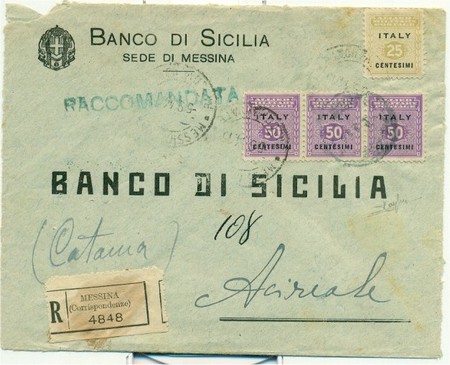 BANCO DI SICILIA
SEDE DI MESSINA
ITALY
25
CENTESIMI
RACCOMANDATA
ITALY
50
CENTESIMI
ITALY
50
CENTESIMI
ITALY
50
CENTESIMI
BANCO DI SICILIA
108
(Catania)
Acireale
R
MESSINA
(Corrispondenze)
4848